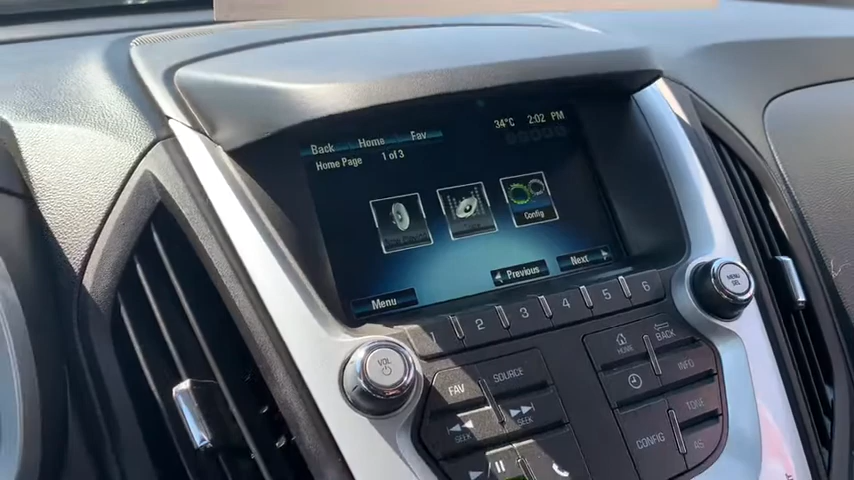 34°C 2:02 PM
Back Home Fav
Home Page 1 of 3
Config
Previous Next
Menu
1 2 3 4 5 6
VOL
MENU
SEL
HOME BACK
FAV SOURCE
INFO
SEEK SEEK
TONE
CONFIG AS